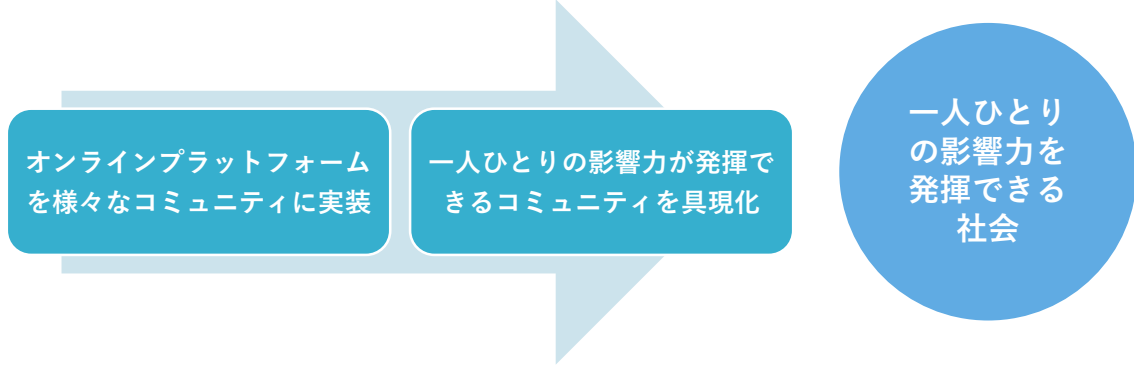 オンラインプラットフォーム
を様々なコミュニティに実装
一人ひとりの影響力が発揮で
きるコミュニティを具現化
一人ひとり
の影響力を
発揮できる
社会